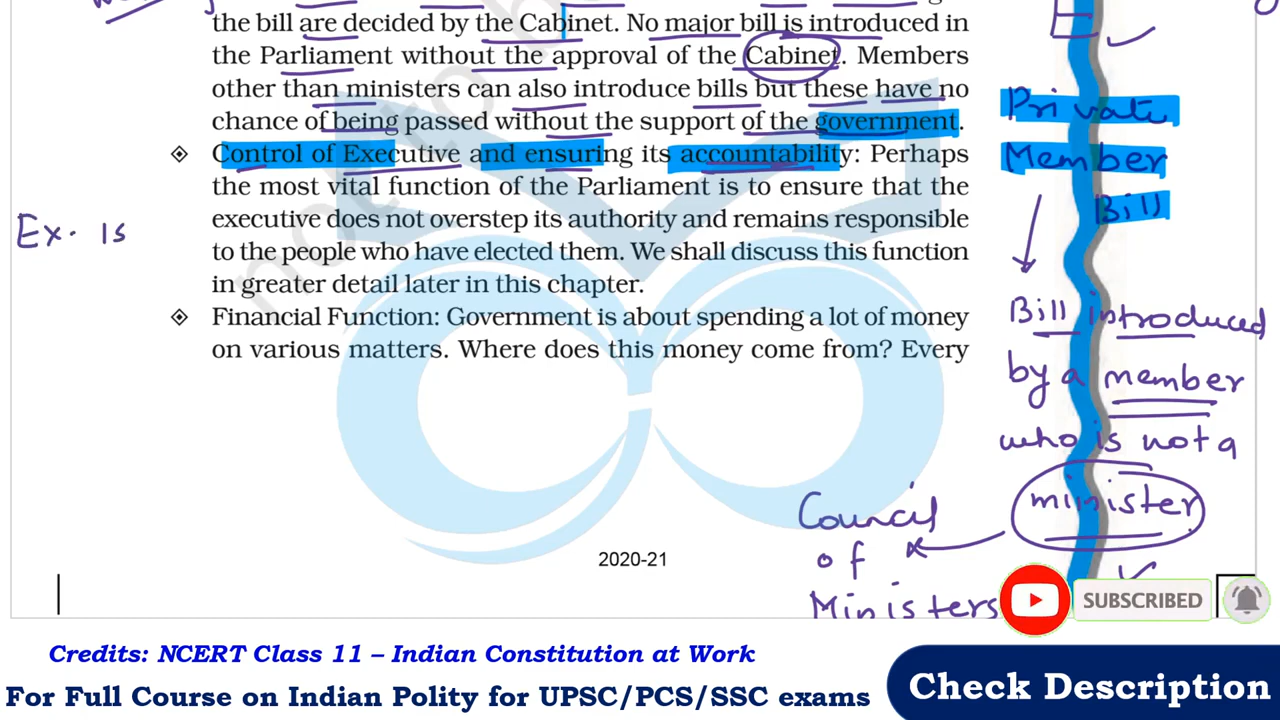 the bill are decided by the Cabinet. No major bill is introduced in
the Parliament without the approval of the Cabinet. Members
other than ministers can also introduce bills but these have no
chance of being passed without the support of the government.
Control of Executive and ensuring its accountability: Perhaps
the most vital function of the Parliament is to ensure that the
executive does not overstep its authority and remains responsible
to the people who have elected them. We shall discuss this function
in greater detail later in this chapter.
Financial Function: Government is about spending a lot of money
on various matters. Where does this money come from? Every
Ex. is
Private
Member
Bill
Bill introduced
by a member
who is not a
minister
Council
of
Ministers
2020-21
SUBSCRIBED
Credits: NCERT Class 11 – Indian Constitution at Work
For Full Course on Indian Polity for UPSC/PCS/SSC exams
Check Description